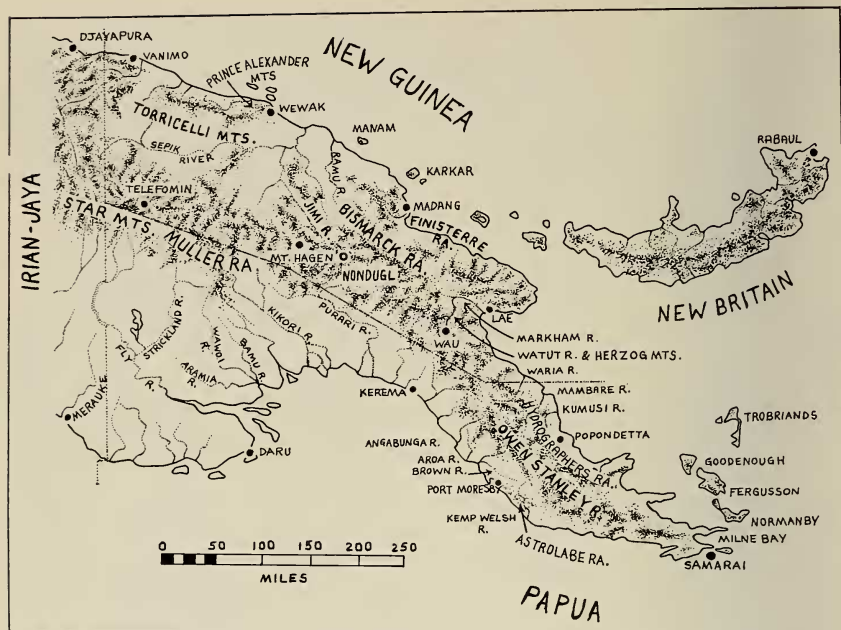 DJAYAPURA
VANIMO
PRINCE ALEXANDER
MTS
WEWAK
NEW GUINEA
TORRICELLI MTS.
SEPIK
RIVER
MANAM
KARKAR
RABAUL
RAMU R.
TELEFOMIN
JIMI R.
MADANG
BISMARCK RA.
FINISTERRE
RA.
IRIAN-JAYA
STAR MTS.
MULLER RA
MT. HAGEN
NONDUGL
NEW BRITAIN
LAE
STRICKLAND R.
WAWOI
R.
BAMU R.
KIKORI R.
PURARI R.
WAU
MARKHAM R.
WATUT R. & HERZOG MTS.
WARIA R.
FLY
R.
ARAMIA
R.
MERAUKE
KEREMA
MAMBARE R.
KUMUSI R.
HYDROGRAPHERS RA.
POPONDETTA
TROBRIANDS
DARU
ANGABUNGA R.
OWEN STANLEY R.
GOODENOUGH
AROA R.
BROWN R.
FERGUSSON
PORT MORESBY
NORMANBY
KEMP WELSH
R.
ASTROLABE RA.
MILNE BAY
SAMARAI
0 50 100 150 200 250
MILES
PAPUA